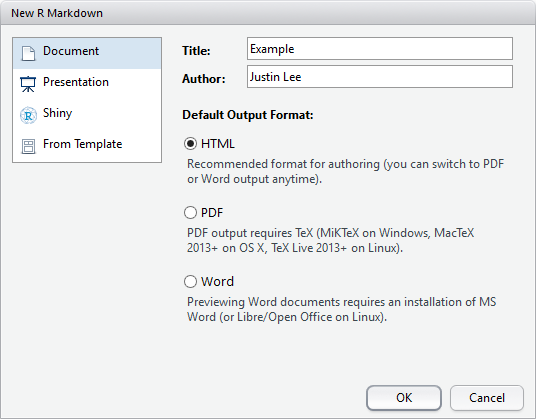 New R Markdown
Document
Presentation
Shiny
From Template
Title: Example
Author: Justin Lee
Default Output Format:
HTML
Recommended format for authoring (you can switch to PDF
or Word output anytime).
PDF
PDF output requires TeX (MiKTeX on Windows, MacTeX
2013+ on OS X, TeX Live 2013+ on Linux).
Word
Previewing Word documents requires an installation of MS
Word (or Libre/Open Office on Linux).
OK Cancel